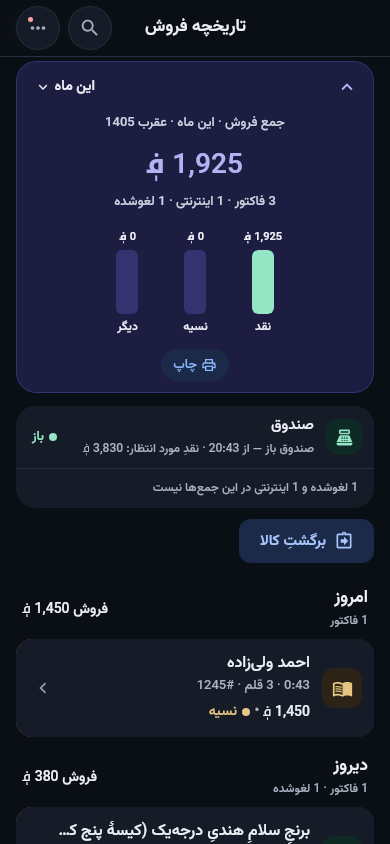 تاریخچه فروش
این ماه
جمع فروش · این ماه · عقرب 1405
1,925 ؋
3 فاکتور · 1 اینترنتی · 1 لغوشده
1,925 ؋
0 ؋
0 ؋
نقد
نسیه
دیگر
چاپ
صندوق
صندوق باز — از 20:43 · نقدِ مورد انتظار: 3,830 ؋
باز
1 لغوشده و 1 اینترنتی در این جمع‌ها نیست
برگشتِ کالا
امروز
فروش 1,450 ؋
1 فاکتور
احمد ولی‌زاده
0:43 · 3 قلم · #1245
1,450 ؋ · نسیه
دیروز
فروش 380 ؋
1 فاکتور · 1 لغوشده
برنجِ سلامِ هندیِ درجه‌یک (کیسهٔ پنج ک...